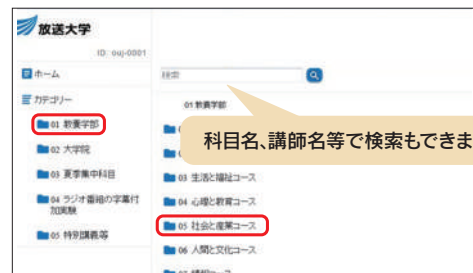 放送大学
ID: ouj-0001
ホーム
カテゴリー
01 教養学部
02 大学院
03 夏季集中科目
04 ラジオ番組の字幕付
加実験
05 特別講義等
検索
01 教養学部
科目名、講師名等で検索もできま
03 生活と福祉コース
04 心理と教育コース
05 社会と産業コース
06 人間と文化コース